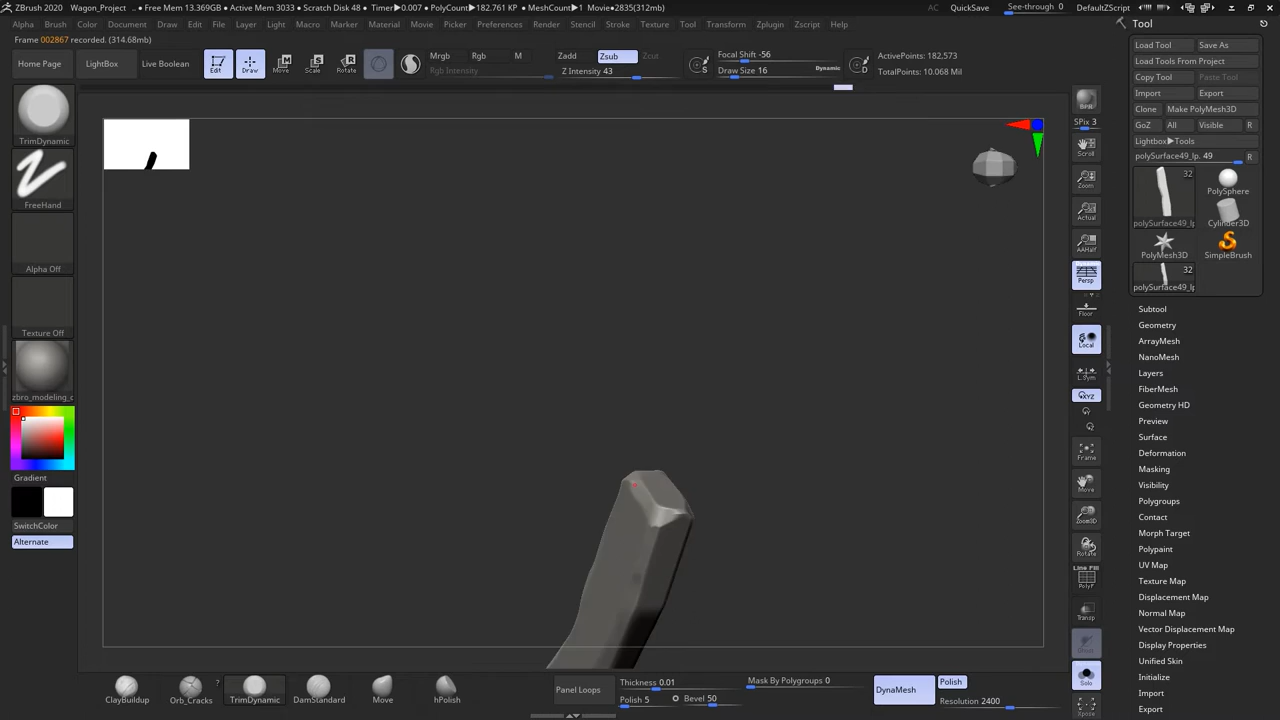 ZBrush 2020 Wagon_Project .. • Free Mem 13.369GB • Active Mem 3033 • Scratch Disk 48 • Timer▶0.007 • PolyCount▶182.761 KP • MeshCount▶1 Movie•2835(312mb) AC QuickSave See-through 0 DefaultZScript
Alpha Brush Color Document Draw Edit File Layer Light Macro Marker Material Movie Picker Preferences Render Stencil Stroke Texture Tool Transform Zplugin Zscript Help
Frame 002867 recorded. (314.68mb)
Home Page LightBox Live Boolean Edit Draw Move Scale Rotate
Mrgb Rgb M
Rgb Intensity
Zadd Zsub Zcut
Z Intensity 43
S
Focal Shift -56
Draw Size 16 Dynamic
D
ActivePoints: 182,573
TotalPoints: 10.068 Mil
TrimDynamic
FreeHand
Alpha Off
Texture Off
zbro_modeling_c
Gradient
SwitchColor
Alternate
BPR
SPix 3
Scroll
Zoom
Actual
AAHalf
Persp
Floor
Local
L.Sym
XYZ
Frame
Move
Zoom3D
Rotate
Line Fill
PolyF
Transp
Solo
Xpose
Tool
Load Tool Save As
Load Tools From Project
Copy Tool Paste Tool
Import Export
Clone Make PolyMesh3D
GoZ All Visible R
Lightbox▶Tools
polySurface49_lp. 49 R
32
PolySphere
polySurface49_lp Cylinder3D
PolyMesh3D SimpleBrush
32
polySurface49_lp
Subtool
Geometry
ArrayMesh
NanoMesh
Layers
FiberMesh
Geometry HD
Preview
Surface
Deformation
Masking
Visibility
Polygroups
Contact
Morph Target
Polypaint
UV Map
Texture Map
Displacement Map
Normal Map
Vector Displacement Map
Display Properties
Unified Skin
Initialize
Import
Export
Claybuildup Orb_Cracks ? TrimDynamic DamStandard Move hPolish
Panel Loops
Thickness 0.01
Polish 5 Bevel 50
Mask By Polygroups 0
DynaMesh
Polish
Resolution 2400